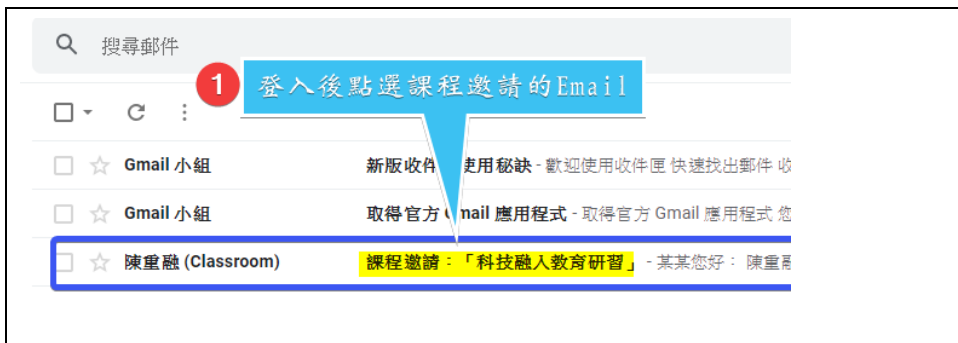 搜尋郵件
1 登入後點選課程邀請的Email
Gmail 小組 新版收件 使用秘訣 - 歡迎使用收件匣 快速找出郵件 收
Gmail 小組 取得官方 Gmail 應用程式 - 取得官方 Gmail 應用程式 您
陳重融 (Classroom) 課程邀請:「科技融入教育研習」 - 某某您好: 陳重融